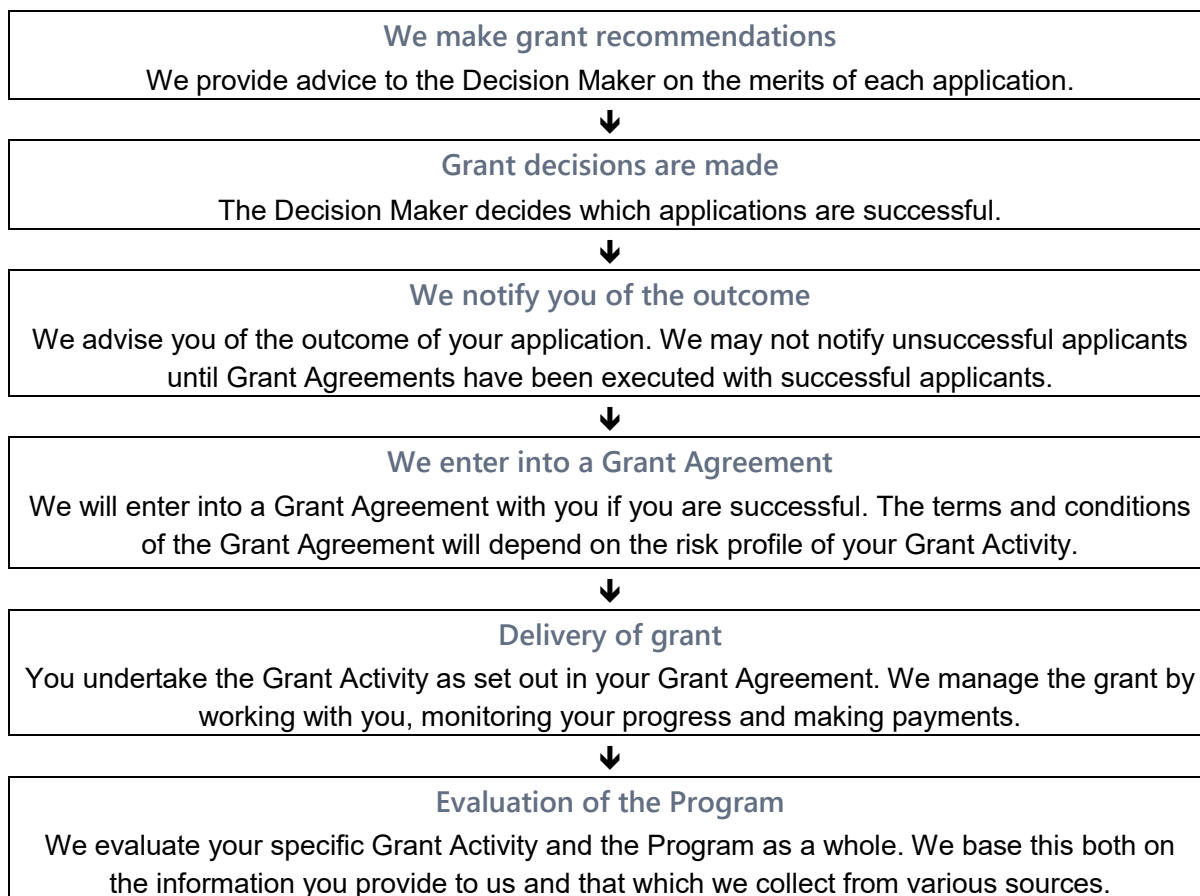 We make grant recommendations
We provide advice to the Decision Maker on the merits of each application.
Grant decisions are made
The Decision Maker decides which applications are successful.
We notify you of the outcome
We advise you of the outcome of your application. We may not notify unsuccessful applicants
until Grant Agreements have been executed with successful applicants.
We enter into a Grant Agreement
We will enter into a Grant Agreement with you if you are successful. The terms and conditions
of the Grant Agreement will depend on the risk profile of your Grant Activity.
Delivery of grant
You undertake the Grant Activity as set out in your Grant Agreement. We manage the grant by
working with you, monitoring your progress and making payments.
Evaluation of the Program
We evaluate your specific Grant Activity and the Program as a whole. We base this both on
the information you provide to us and that which we collect from various sources.